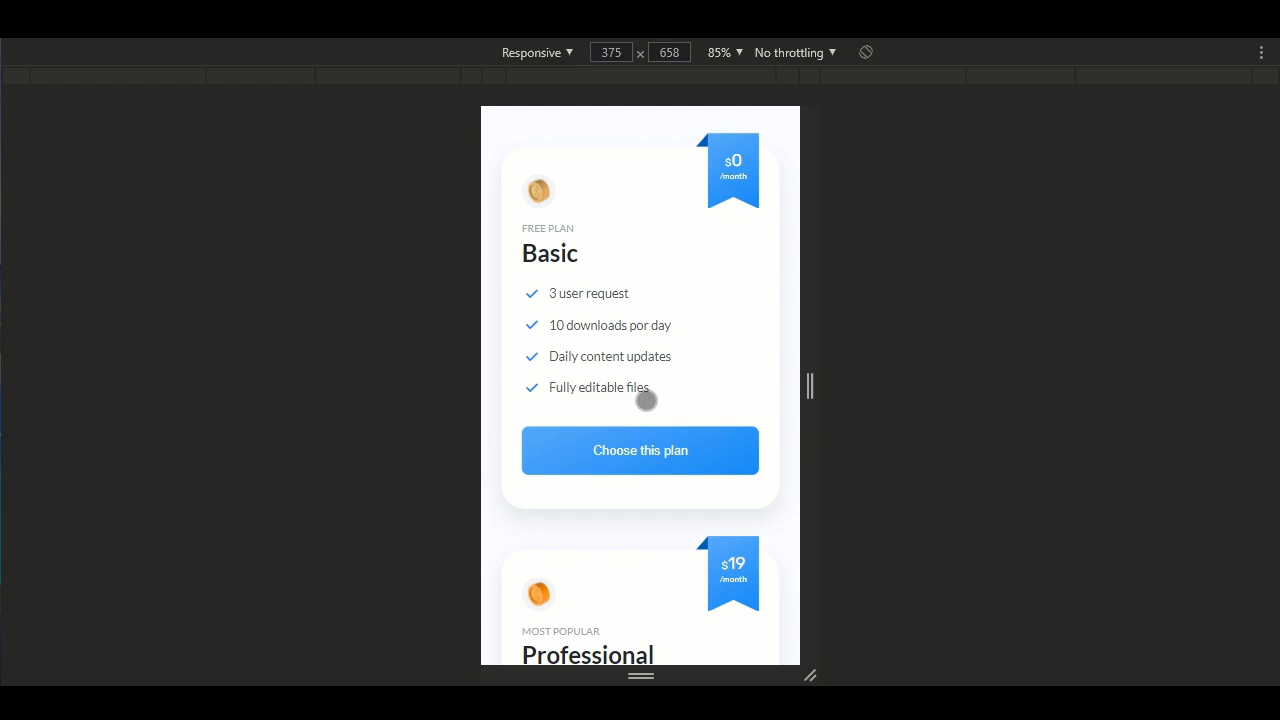 Responsive ▼ 375 × 658 85% ▼ No throttling ▼
$0
/month
FREE PLAN
Basic
3 user request
10 downloads por day
Daily content updates
Fully editable files
Choose this plan
$19
/month
MOST POPULAR
Professional